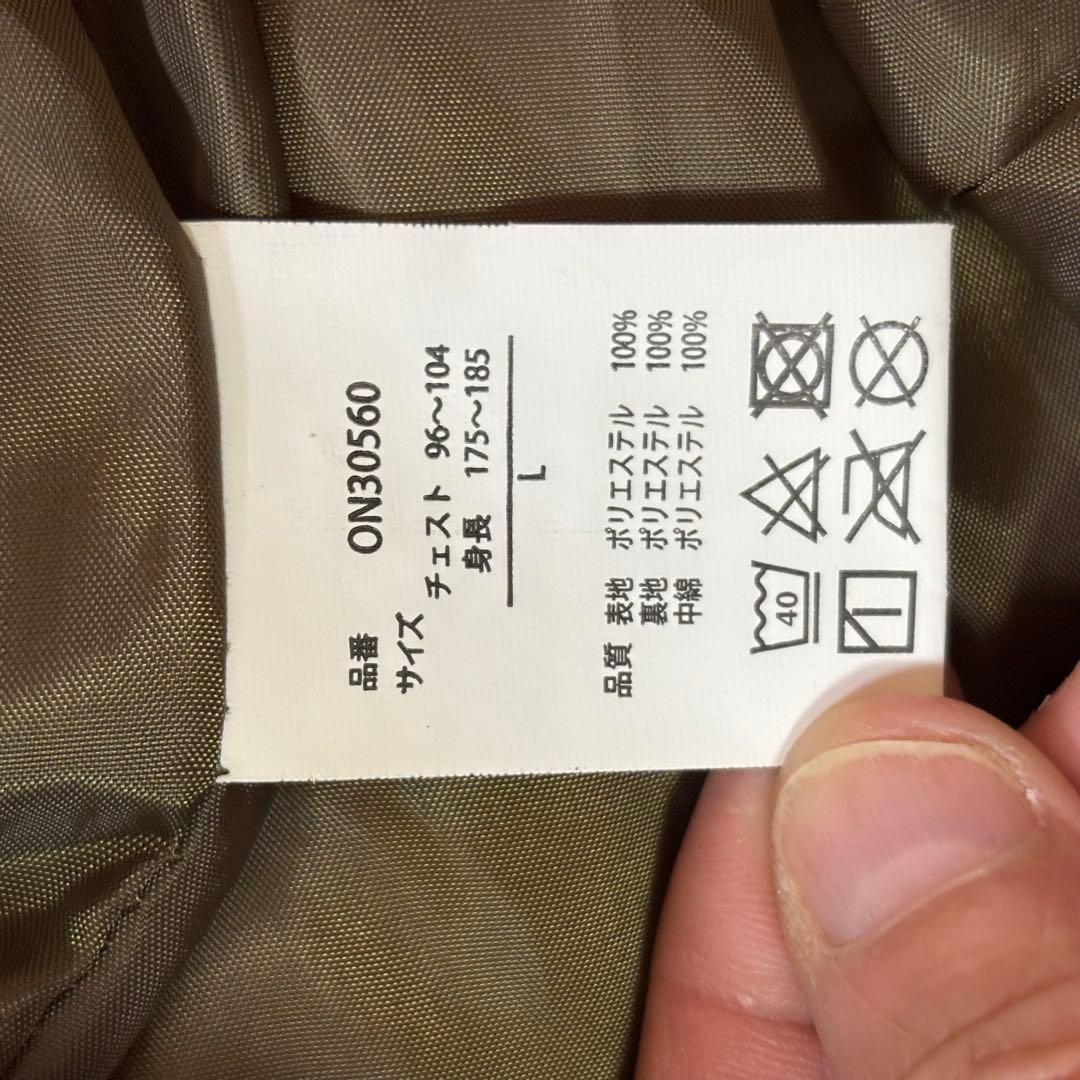 品番 ON30560
サイズ
チェスト 96～104
身長 175～185
L
品質 表地 ポリエステル 100%
裏地 ポリエステル 100%
中綿 ポリエステル 100%
40